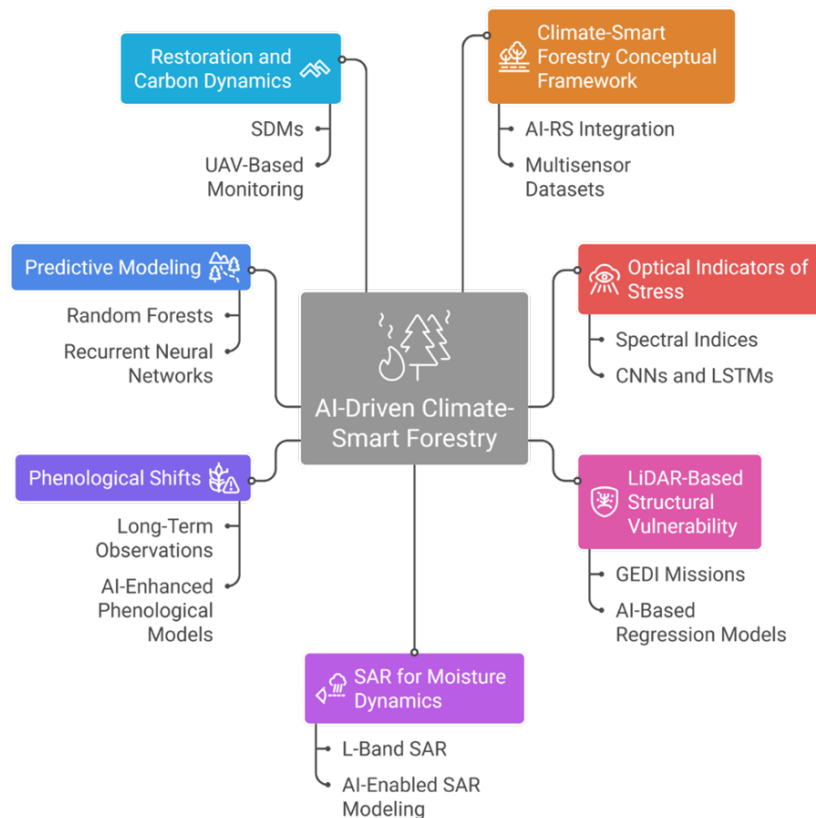 Restoration and
Carbon Dynamics
SDMs
UAV-Based
Monitoring
Climate-Smart
Forestry Conceptual
Framework
AI-RS Integration
Multisensor
Datasets
Predictive Modeling
Random Forests
Recurrent Neural
Networks
Optical Indicators of
Stress
Spectral Indices
CNNs and LSTMs
AI-Driven Climate-
Smart Forestry
Phenological Shifts
Long-Term
Observations
AI-Enhanced
Phenological
Models
LiDAR-Based
Structural
Vulnerability
GEDI Missions
AI-Based
Regression Models
SAR for Moisture
Dynamics
L-Band SAR
AI-Enabled SAR
Modeling